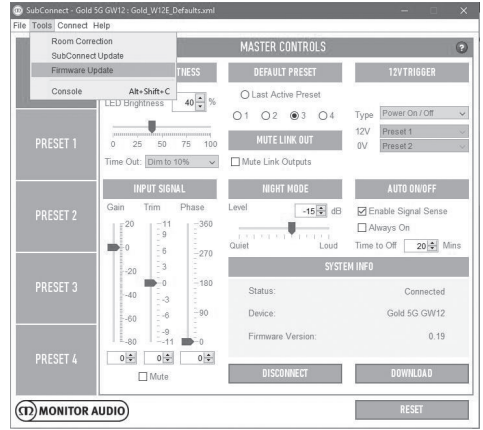 SubConnect - Gold 5G GW12 : Gold_W12E_Defaults.xml
File Tools Connect Help
Room Correction
SubConnect Update
Firmware Update
Console Alt+Shift+C
MASTER CONTROLS
?
TNESS
LED Brightness 40 %
0 25 50 75 100
Time Out: Dim to 10%
DEFAULT PRESET
Last Active Preset
1 2 3 4
MUTE LINK OUT
Mute Link Outputs
12V TRIGGER
Type Power On / Off
12V Preset 1
0V Preset 2
PRESET 1
PRESET 2
PRESET 3
PRESET 4
INPUT SIGNAL
Gain Trim Phase
20 11 360
9
6 270
0
3
-20 0 180
-40 -3
-6 90
-60
-9
-80 -11 0
0 0 0
Mute
NIGHT MODE
Level -15 dB
Quiet Loud
AUTO ON/OFF
Enable Signal Sense
Always On
Time to Off 20 Mins
SYSTEM INFO
Status: Connected
Device: Gold 5G GW12
Firmware Version: 0.19
DISCONNECT DOWNLOAD
MONITOR AUDIO
RESET